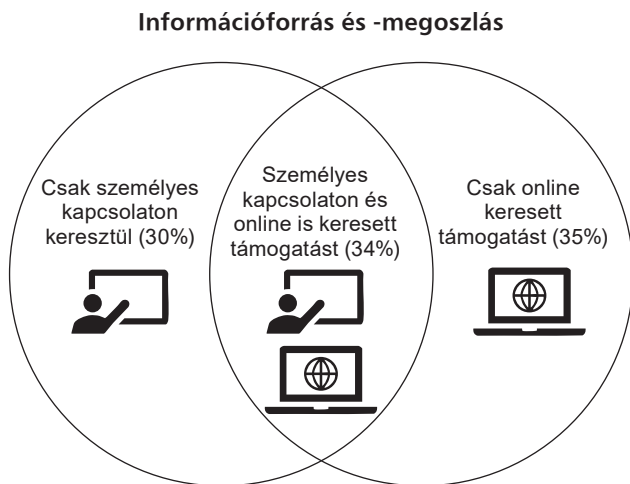 Információforrás és -megoszlás
Csak személyes
kapcsolaton
keresztül (30%)
Személyes
kapcsolaton és
online is keresett
támogatást (34%)
Csak online
keresett
támogatást (35%)